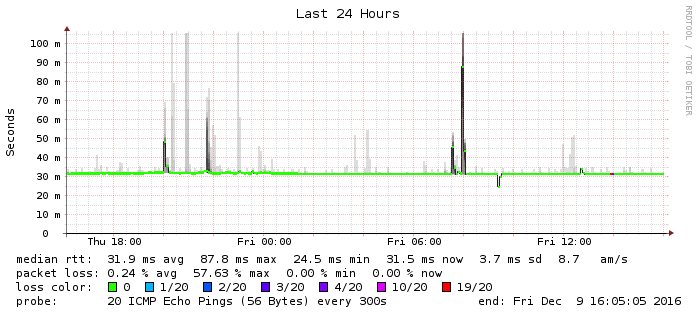 Last 24 Hours
RRDTOOL / TOBI OETIKER
Seconds
100 m
90 m
80 m
70 m
60 m
50 m
40 m
30 m
20 m
10 m
0
Thu 18:00 Fri 00:00 Fri 06:00 Fri 12:00
median rtt: 31.9 ms avg 87.8 ms max 24.5 ms min 31.5 ms now 3.7 ms sd 8.7 am/s
packet loss: 0.24 % avg 57.63 % max 0.00 % min 0.00 % now
loss color: 0 1/20 2/20 3/20 4/20 10/20 19/20
probe: 20 ICMP Echo Pings (56 Bytes) every 300s end: Fri Dec 9 16:05:05 2016